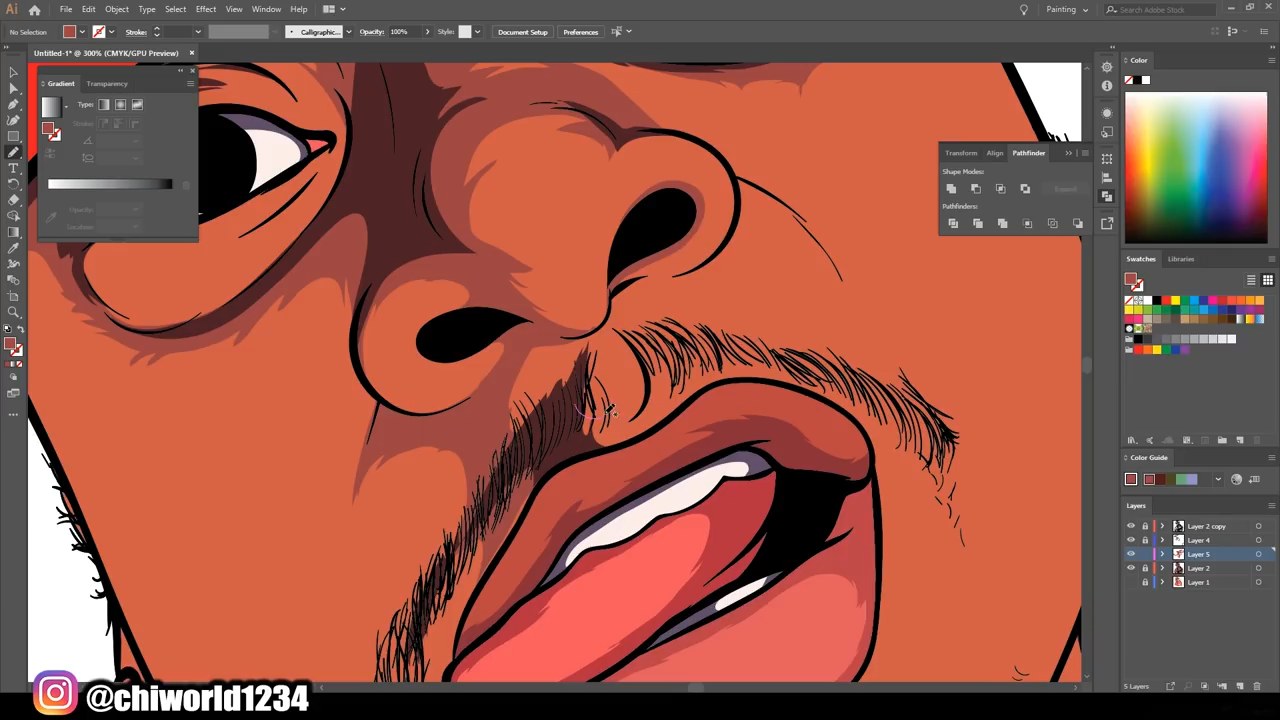 Ai File Edit Object Type Select Effect View Window Help Painting Search Adobe Stock
No Selection Stroke: Calligraphic... Opacity: 100% Style: Document Setup Preferences
Untitled-1* @ 300% (CMYK/GPU Preview)
Gradient Transparency
Type:
Stroke:
Opacity:
Location:
Transform Align Pathfinder
Shape Modes:
Expand
Pathfinders:
Color
Swatches Libraries
Color Guide
Layers
Layer 2 copy
Layer 4
Layer 5
Layer 2
Layer 1
5 Layers
@chiworld1234